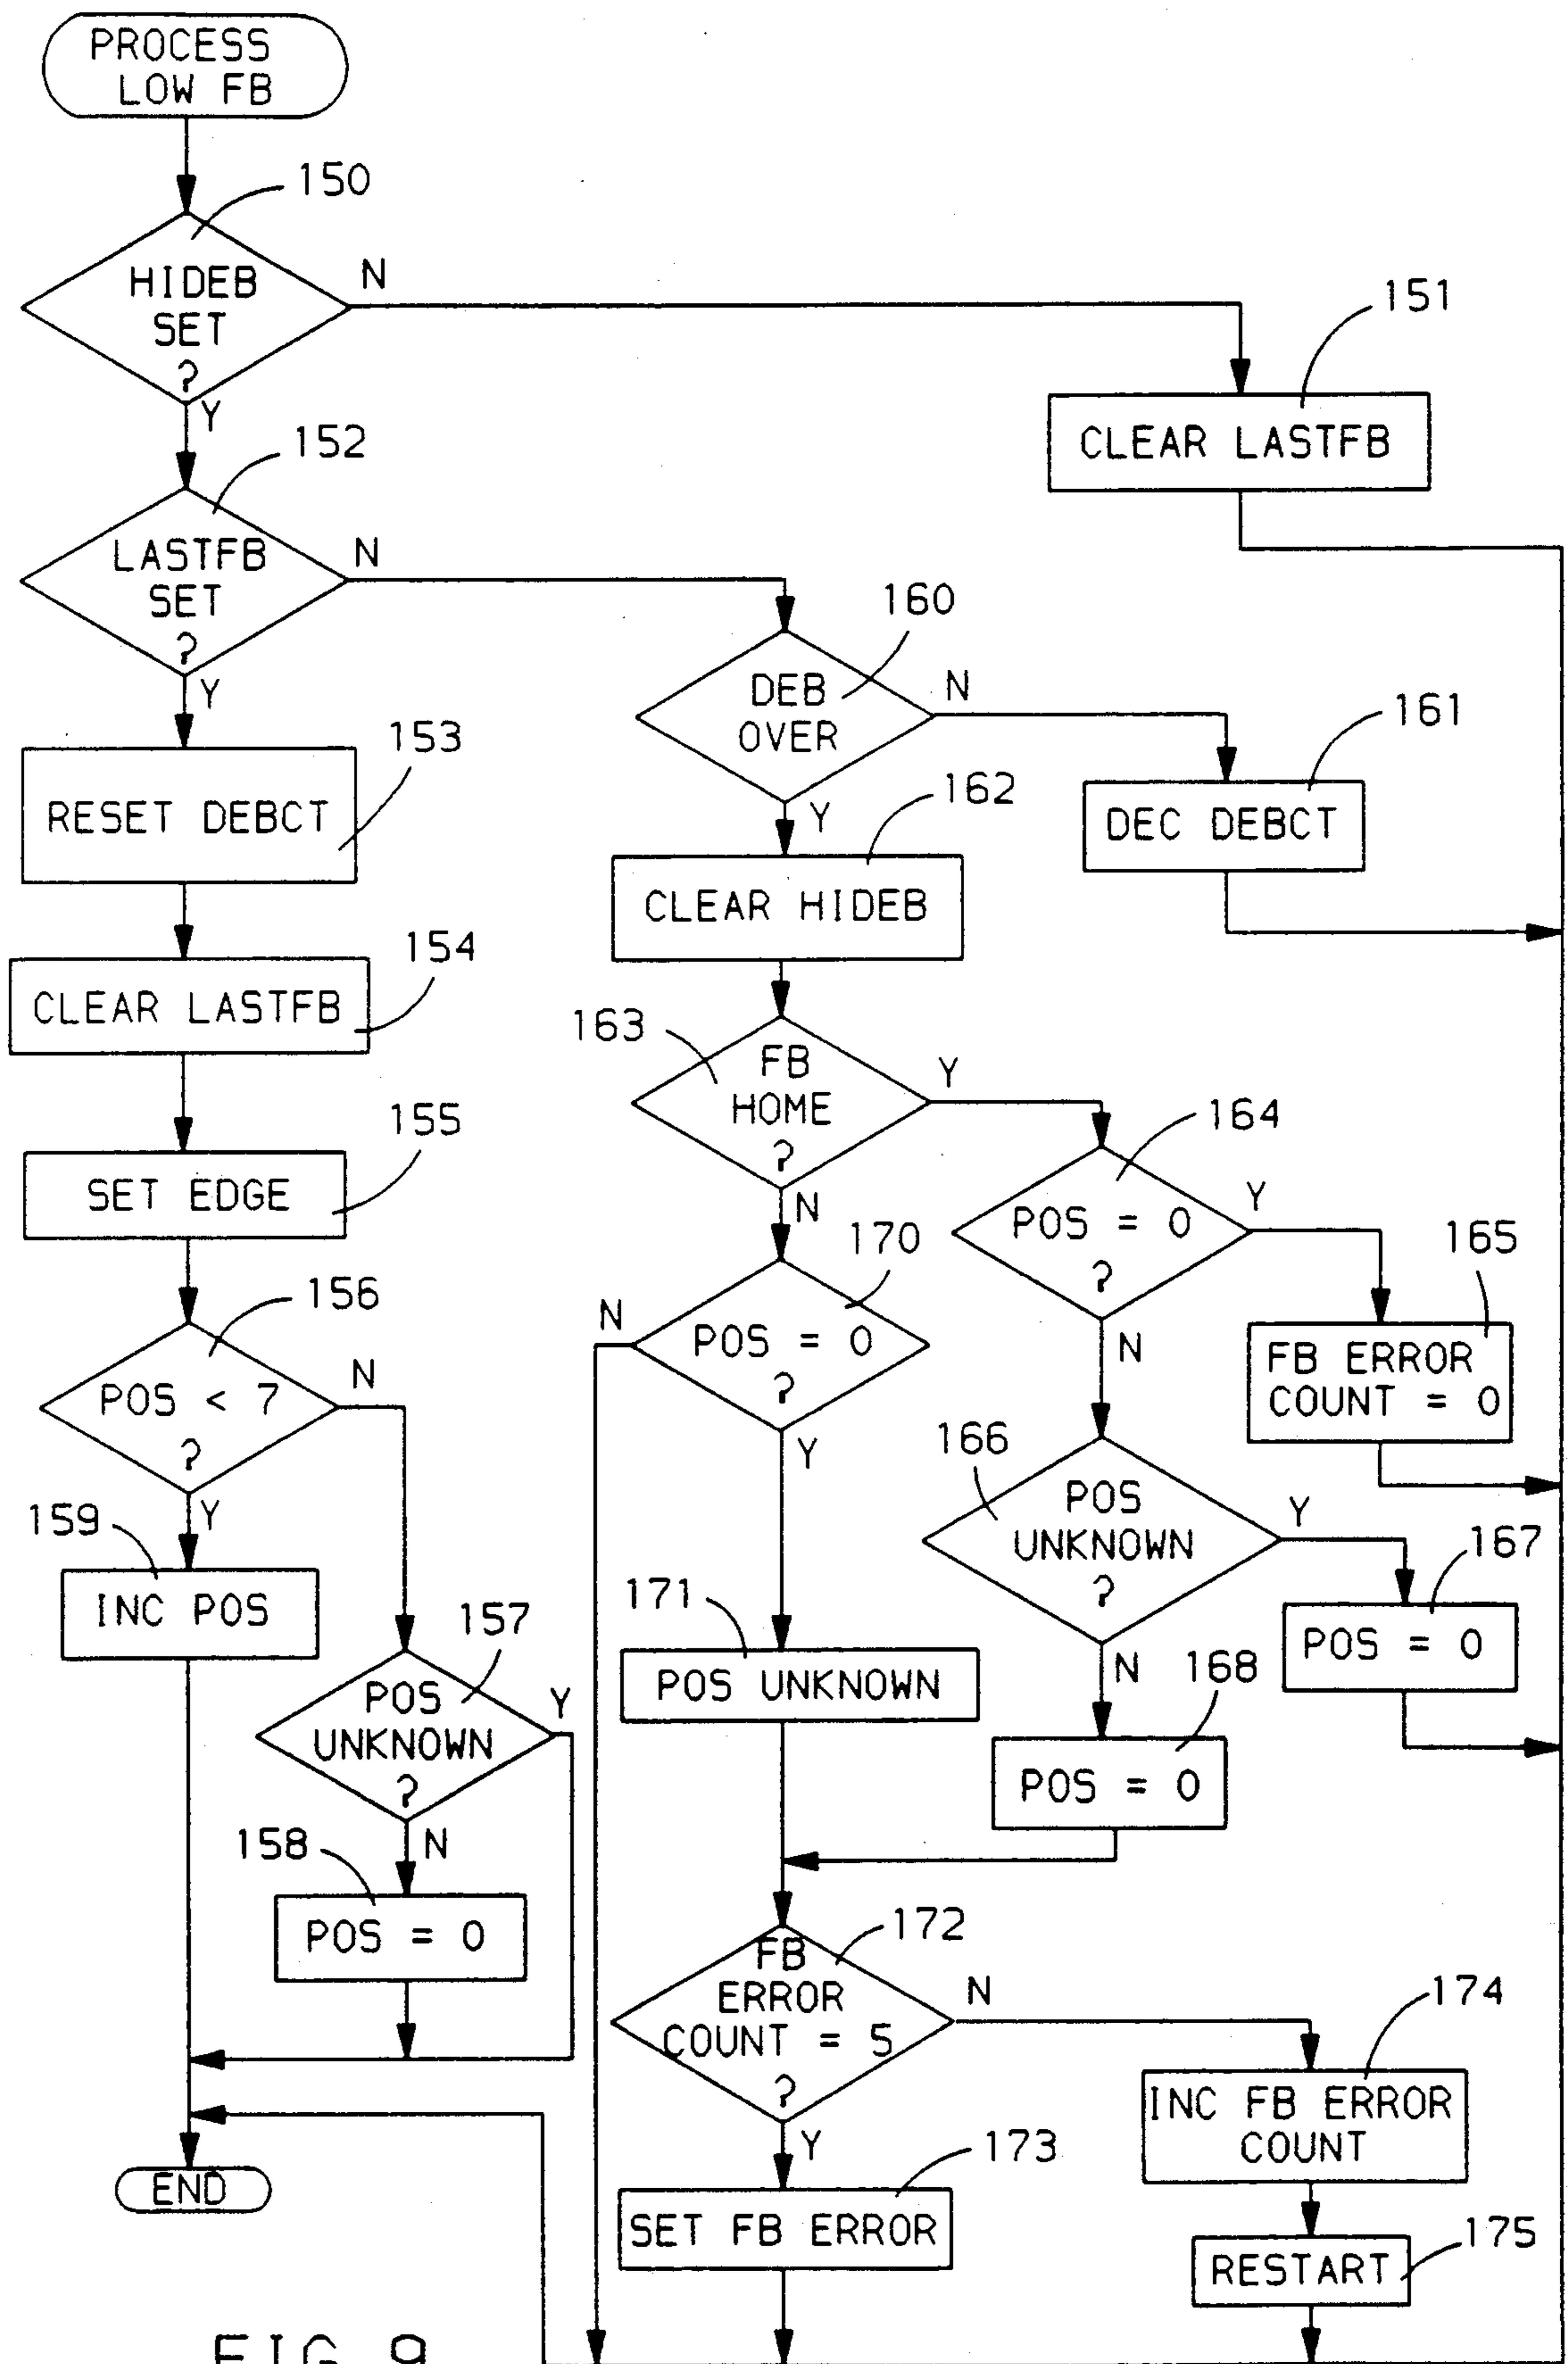 PROCESS
LOW FB
150
HIDEB
SET
?
N
Y
151
CLEAR LASTFB
152
LASTFB
SET
?
N
Y
160
DEB
OVER
N
Y
161
DEC DEBCT
153
RESET DEBCT
162
CLEAR HIDEB
154
CLEAR LASTFB
163
FB
HOME
?
Y
N
155
SET EDGE
164
POS = 0
?
Y
N
165
FB ERROR
COUNT = 0
170
POS = 0
?
N
Y
156
POS < 7
?
N
Y
159
INC POS
166
POS
UNKNOWN
?
Y
N
167
POS = 0
157
POS
UNKNOWN
?
Y
N
171
POS UNKNOWN
168
POS = 0
158
POS = 0
172
FB
ERROR
COUNT = 5
?
N
Y
174
INC FB ERROR
COUNT
173
SET FB ERROR
175
RESTART
END
FIG 9